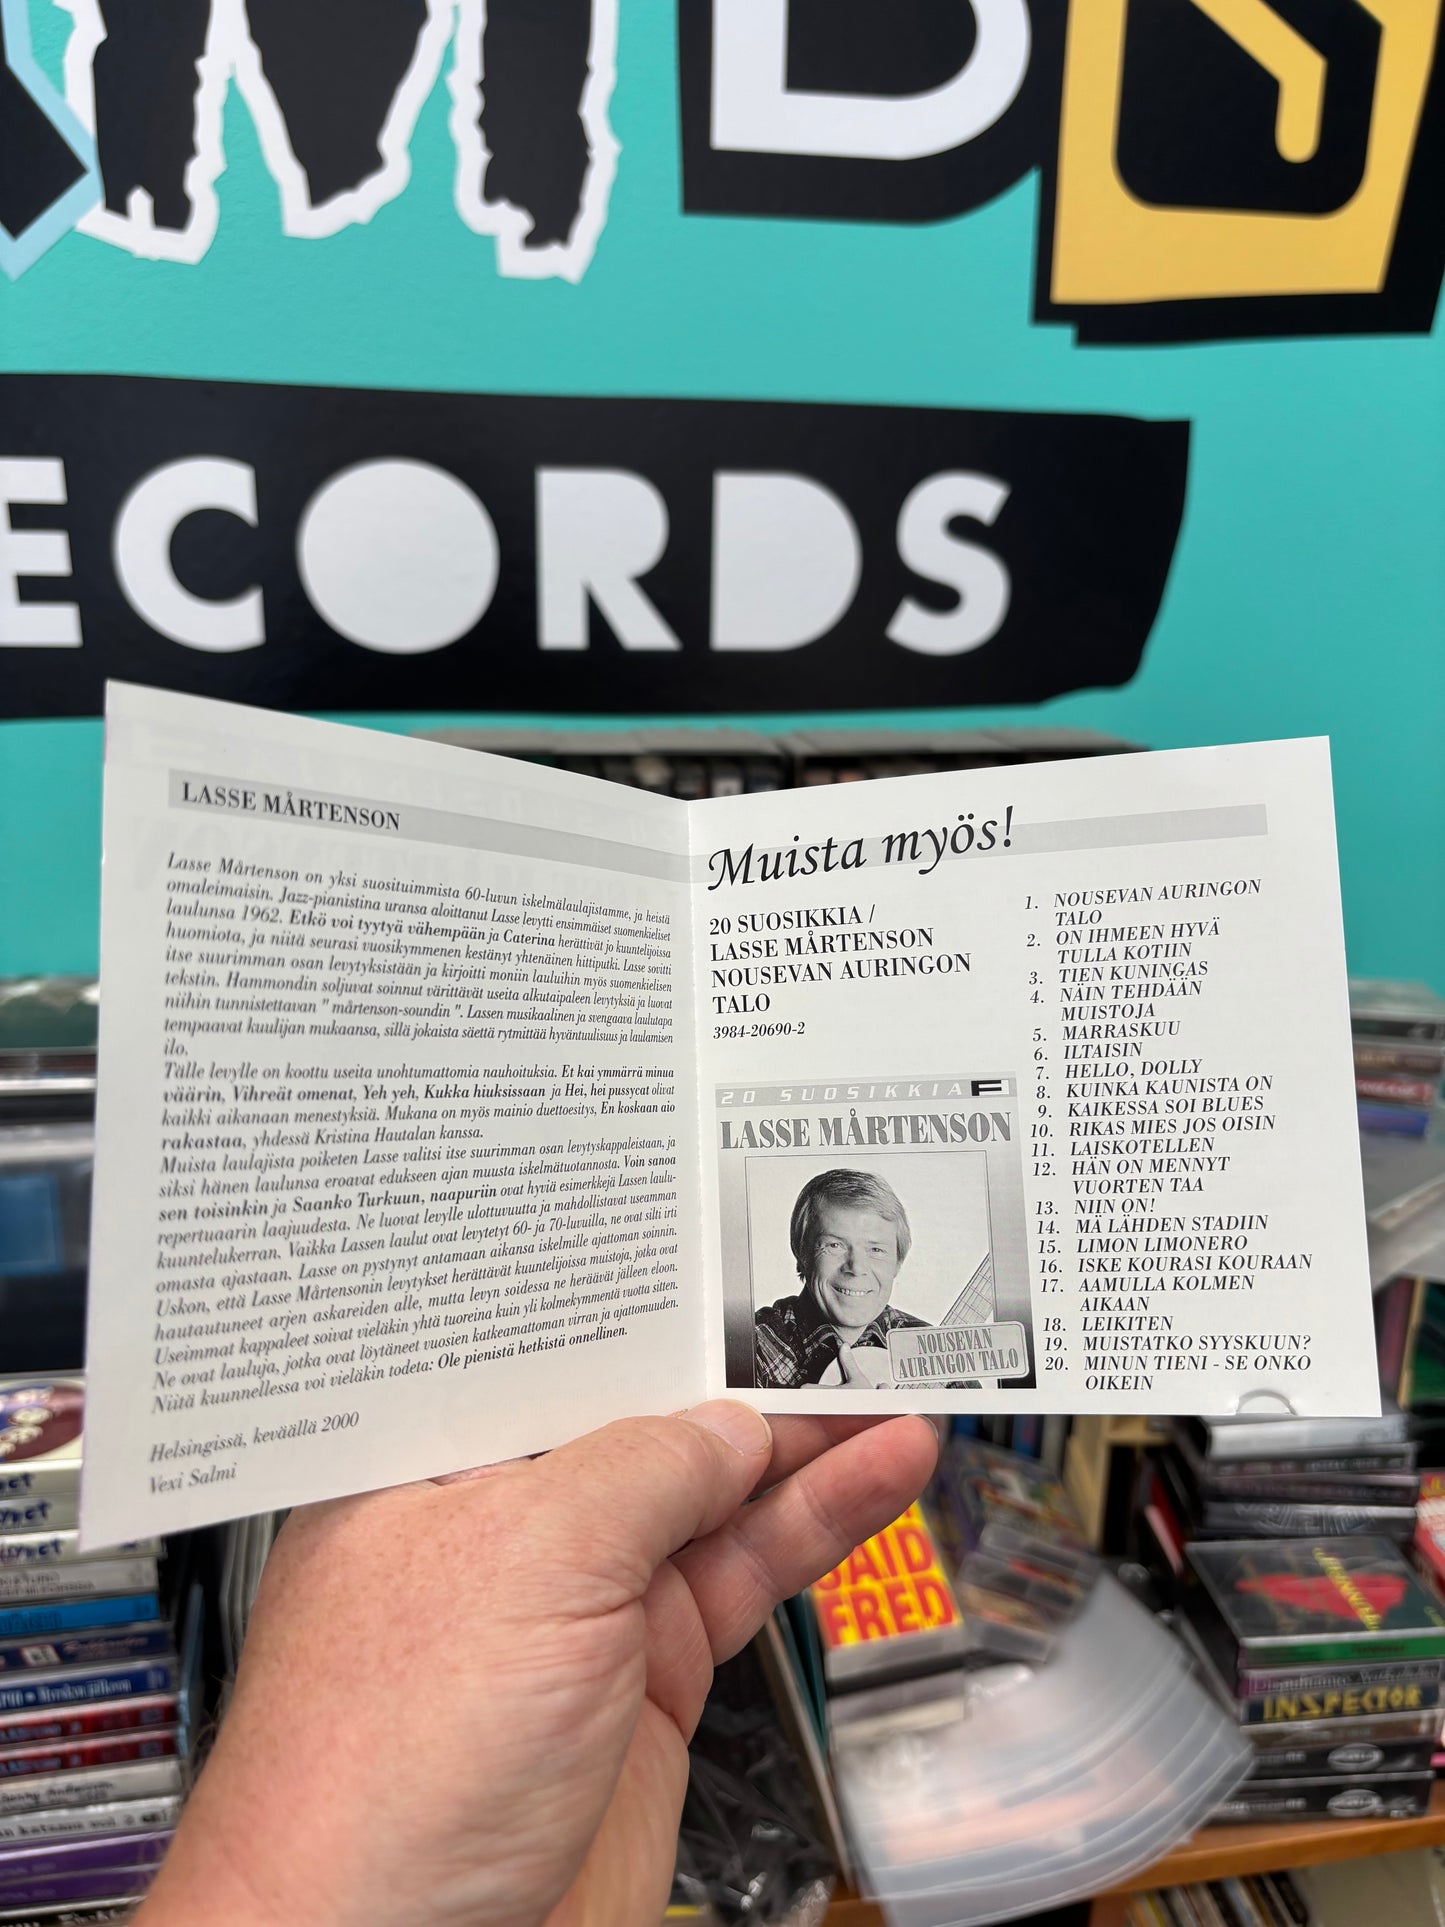 ECORDS
LASSE MÅRTENSON
Lasse Mårtenson on yksi suosituimmista 60-luvun iskelmälaulajistamme, ja heistä
omaleimaisin. Jazz-pianistina uransa aloittanut Lasse levytti ensimmäiset suomenkieliset
laulunsa 1962. Etkö voi tyytyä vähempään ja Caterina herättivät jo kuuntelijoissa
huomiota, ja niitä seurasi vuosikymmenen kestänyt yhtenäinen hittiputki. Lasse sovitti
itse suurimman osan levytyksistään ja kirjoitti moniin lauluihin myös suomenkielisen
tekstin. Hammondin soljuvat soinnut värittävät useita alkutaipaleen levytyksiä ja luovat
niihin tunnistettavan " mårtenson-soundin ". Lassen musikaalinen ja svengaava laulutapa
tempaavat kuulijan mukaansa, sillä jokaista säettä rytmittää hyväntuulisuus ja laulamisen
ilo.
Tälle levylle on koottu useita unohtumattomia nauhoituksia. Et kai ymmärrä minua
väärin, Vihreät omenat, Yeh yeh, Kukka hiuksissaan ja Hei, hei pussycat olivat
kaikki aikanaan menestyksiä. Mukana on myös mainio duettoesitys, En koskaan aio
rakastaa, yhdessä Kristina Hautalan kanssa.
Muista laulajista poiketen Lasse valitsi itse suurimman osan levytyskappaleistaan, ja
siksi hänen laulunsa eroavat edukseen ajan muusta iskelmätuotannosta. Voin sanoa
sen toisinkin ja Saanko Turkuun, naapuriin ovat hyviä esimerkkejä Lassen laulu-
repertuaarin laajuudesta. Ne luovat levylle ulottuvuutta ja mahdollistavat useamman
kuuntelukerran. Vaikka Lassen laulut ovat levytetyt 60- ja 70-luvuilla, ne ovat silti irti
omasta ajastaan. Lasse on pystynyt antamaan aikansa iskelmille ajattoman soinnin.
Uskon, että Lasse Mårtensonin levytykset herättävät kuuntelijoissa muistoja, jotka ovat
hautautuneet arjen askareiden alle, mutta levyn soidessa ne heräävät jälleen eloon.
Useimmat kappaleet soivat vieläkin yhtä tuoreina kuin yli kolmekymmentä vuotta sitten.
Ne ovat lauluja, jotka ovat löytäneet vuosien katkeamattoman virran ja ajattomuuden.
Niitä kuunnellessa voi vieläkin todeta: Ole pienistä hetkistä onnellinen.
Helsingissä, keväällä 2000
Vexi Salmi
Muista myös!
20 SUOSIKKIA /
LASSE MÅRTENSON
NOUSEVAN AURINGON
TALO
3984-20690-2
20 SUOSIKKIA F
LASSE MÅRTENSON
NOUSEVAN
AURINGON TALO
1. NOUSEVAN AURINGON
TALO
2. ON IHMEEN HYVÄ
TULLA KOTIIN
3. TIEN KUNINGAS
4. NÄIN TEHDÄÄN
MUISTOJA
5. MARRASKUU
6. ILTAISIN
7. HELLO, DOLLY
8. KUINKA KAUNISTA ON
9. KAIKESSA SOI BLUES
10. RIKAS MIES JOS OISIN
11. LAISKOTELLEN
12. HÄN ON MENNYT
VUORTEN TAA
13. NIIN ON!
14. MÄ LÄHDEN STADIIN
15. LIMON LIMONERO
16. ISKE KOURASI KOURAAN
17. AAMULLA KOLMEN
AIKAAN
18. LEIKITEN
19. MUISTATKO SYYSKUUN?
20. MINUN TIENI - SE ONKO
OIKEIN
SAID
FRED
INSPECTOR